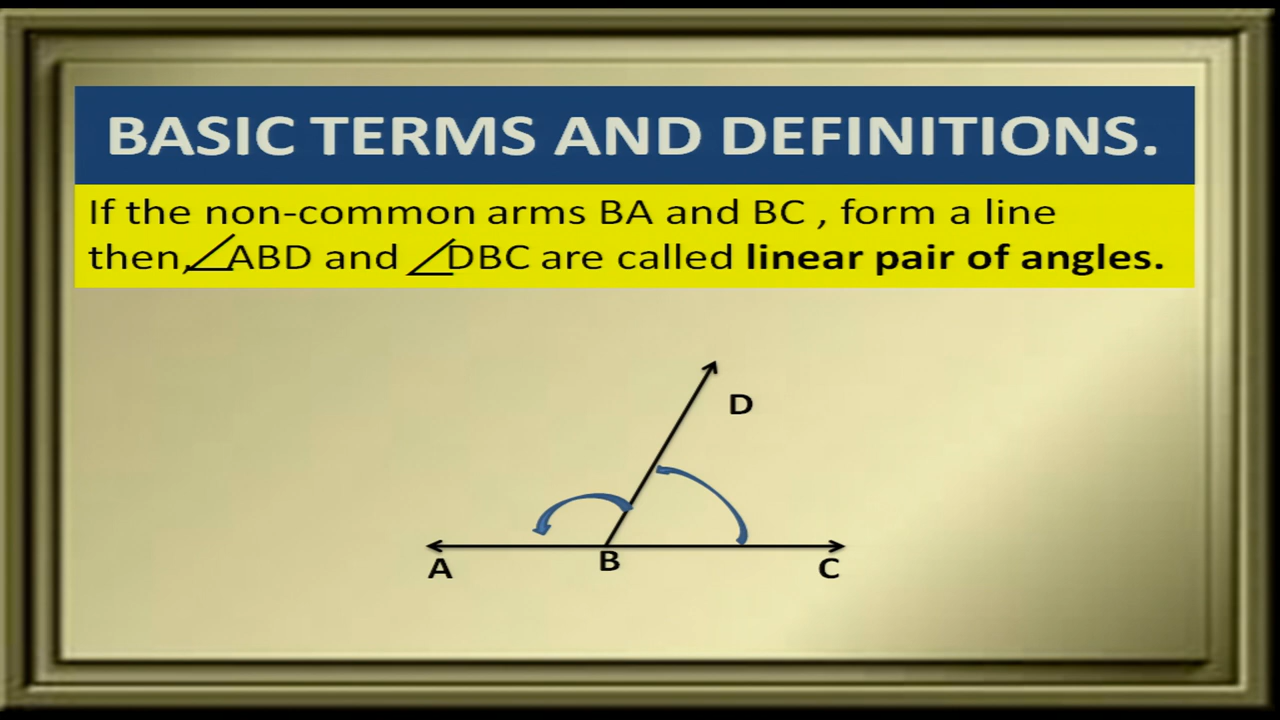 BASIC TERMS AND DEFINITIONS.
If the non-common arms BA and BC , form a line
then,∠ABD and ∠DBC are called linear pair of angles.
D
A B C